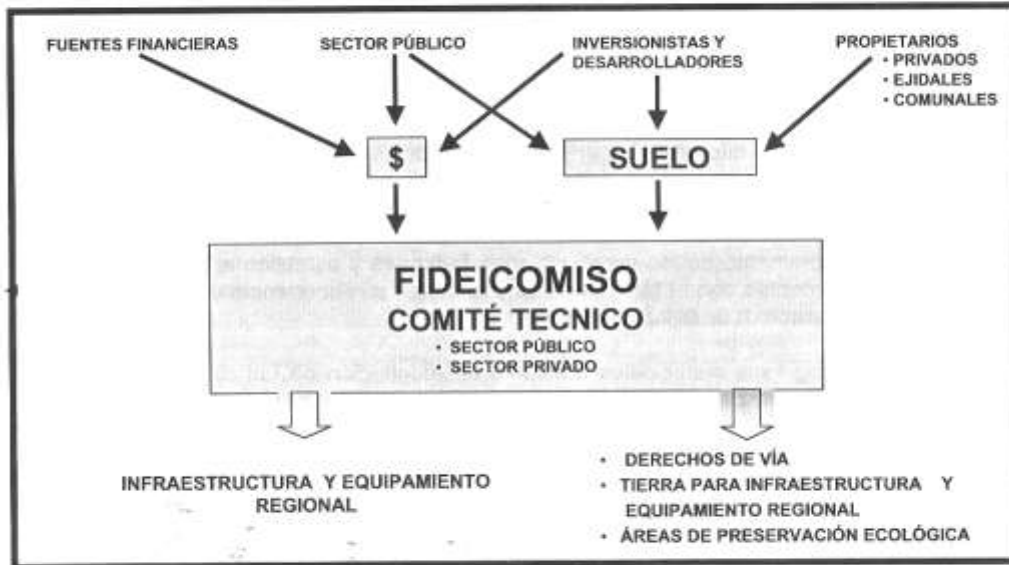 FUENTES FINANCIERAS
SECTOR PÚBLICO
INVERSIONISTAS Y
DESARROLLADORES
PROPIETARIOS
• PRIVADOS
• EJIDALES
• COMUNALES
$
SUELO
FIDEICOMISO
COMITÉ TECNICO
• SECTOR PÚBLICO
• SECTOR PRIVADO
INFRAESTRUCTURA Y EQUIPAMIENTO
REGIONAL
• DERECHOS DE VÍA
• TIERRA PARA INFRAESTRUCTURA Y
EQUIPAMIENTO REGIONAL
• ÁREAS DE PRESERVACIÓN ECOLÓGICA